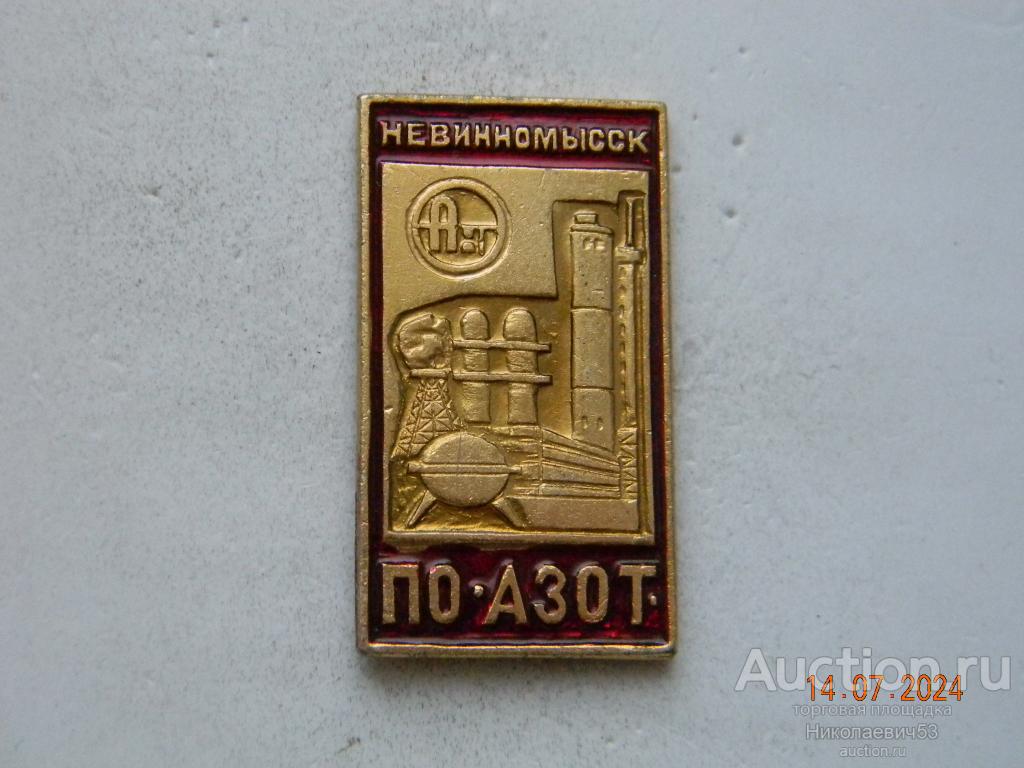 НЕВИННОМЫССК
ПО·АЗОТ·
Auction.ru
14.07.2024
торговая площадка
Николаевич53
auction.ru